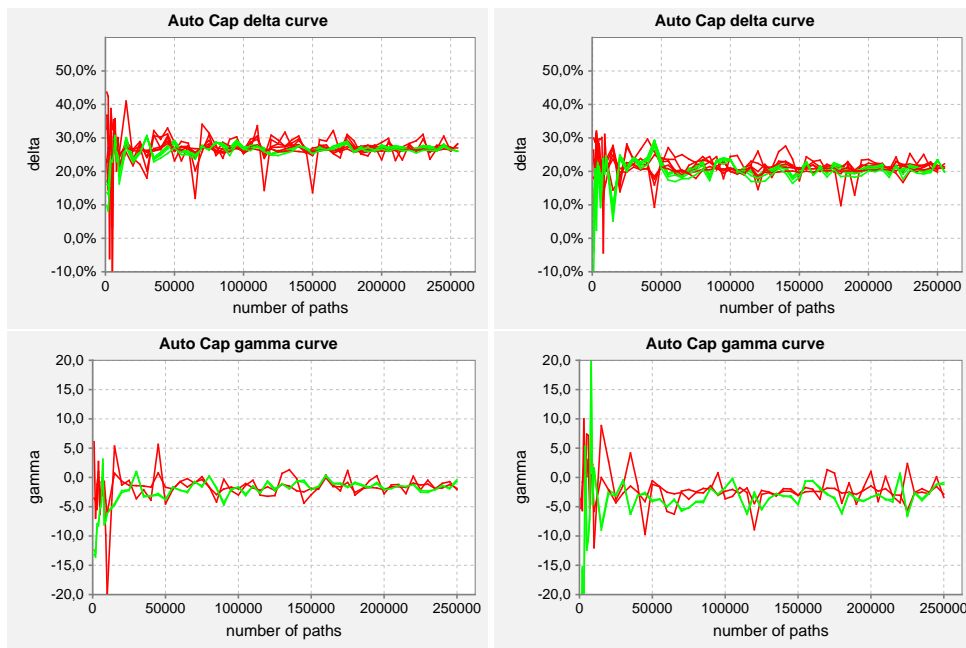 Auto Cap delta curve
50,0%
40,0%
30,0%
20,0%
10,0%
0,0%
-10,0%
delta
0 50000 100000 150000 200000 250000
number of paths
Auto Cap delta curve
50,0%
40,0%
30,0%
20,0%
10,0%
0,0%
-10,0%
delta
0 50000 100000 150000 200000 250000
number of paths
Auto Cap gamma curve
20,0
15,0
10,0
5,0
0,0
-5,0
-10,0
-15,0
-20,0
gamma
0 50000 100000 150000 200000 250000
number of paths
Auto Cap gamma curve
20,0
15,0
10,0
5,0
0,0
-5,0
-10,0
-15,0
-20,0
gamma
0 50000 100000 150000 200000 250000
number of paths